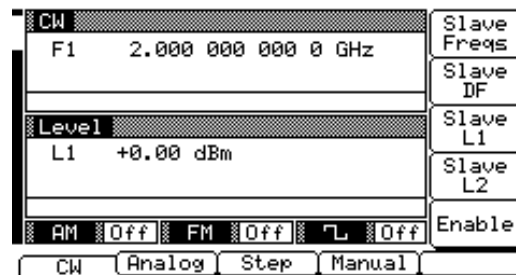 CW
F1 2.000 000 000 0 GHz
Level
L1 +0.00 dBm
AM Off FM Off Off
CW Analog Step Manual
Slave Freqs
Slave DF
Slave L1
Slave L2
Enable